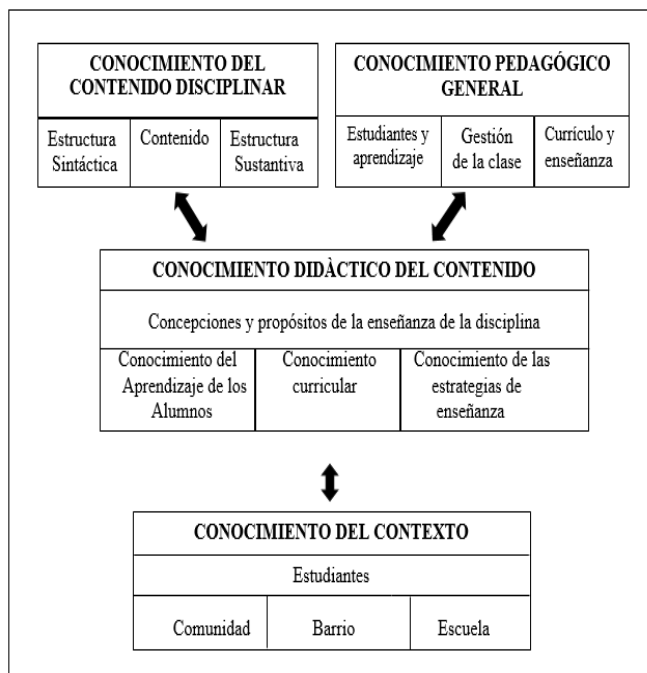 CONOCIMIENTO DEL
CONTENIDO DISCIPLINAR
Estructura
Sintáctica
Contenido
Estructura
Sustantiva
CONOCIMIENTO PEDAGÓGICO
GENERAL
Estudiantes y
aprendizaje
Gestión
de la clase
Currículo y
enseñanza
CONOCIMIENTO DIDÀCTICO DEL CONTENIDO
Concepciones y propósitos de la enseñanza de la disciplina
Conocimiento del
Aprendizaje de los
Alumnos
Conocimiento
curricular
Conocimiento de las
estrategias de
enseñanza
CONOCIMIENTO DEL CONTEXTO
Estudiantes
Comunidad
Barrio
Escuela